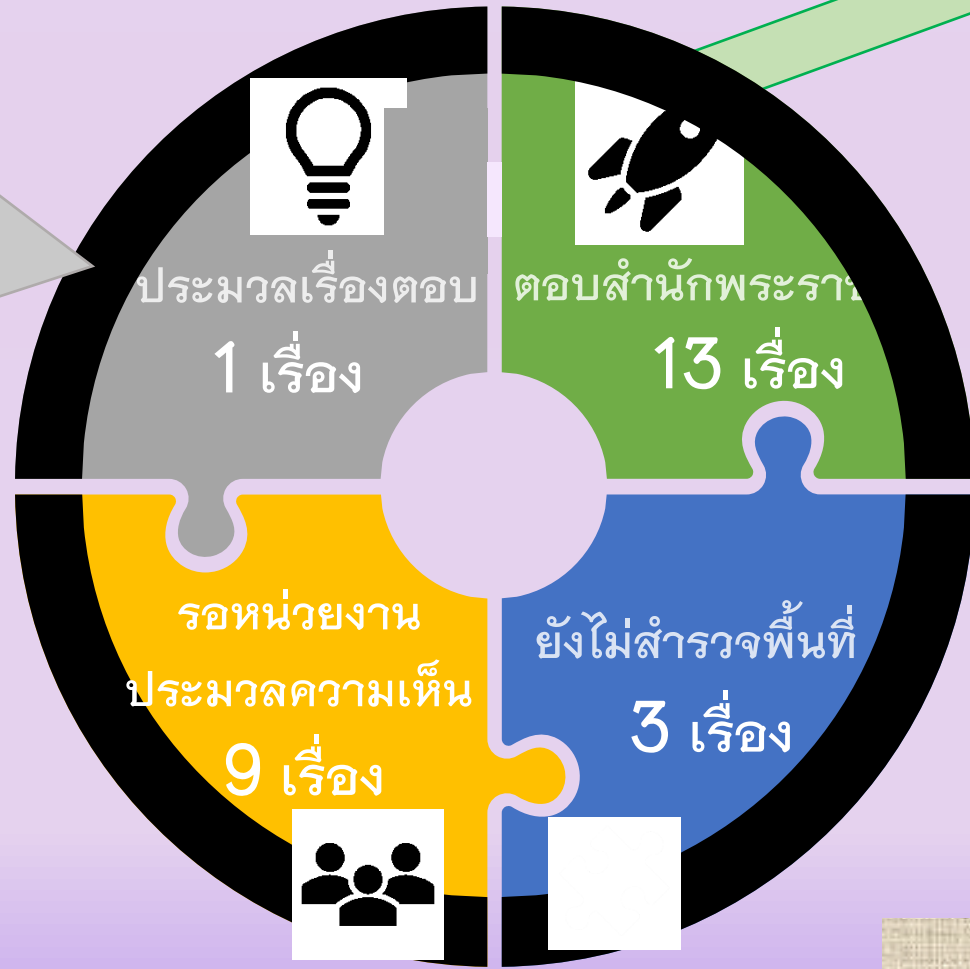 ประมวลเรื่องตอบ
1 เรื่อง
ตอบสำนักพระรา
13 เรื่อง
รอหน่วยงาน
ประมวลความเห็น
9 เรื่อง
ยังไม่สำรวจพื้นที่
3 เรื่อง